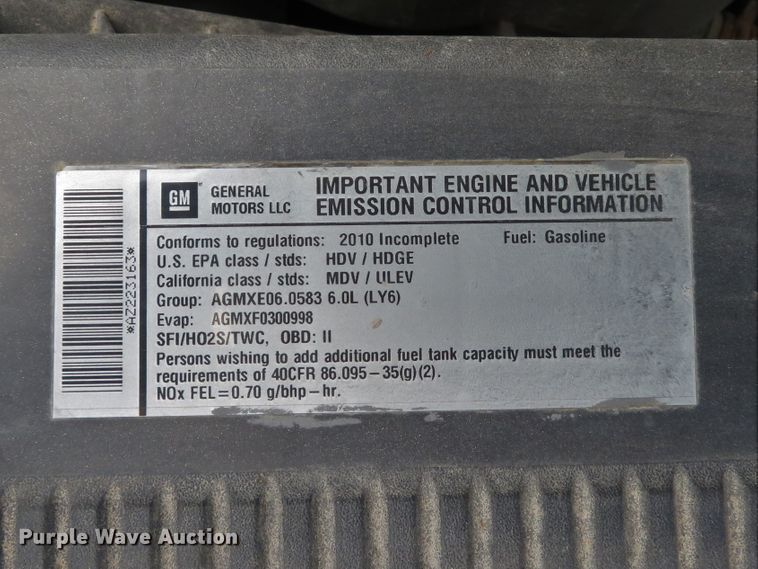 *AZ223163*
GM
GENERAL
MOTORS LLC
IMPORTANT ENGINE AND VEHICLE
EMISSION CONTROL INFORMATION
Conforms to regulations: 2010 Incomplete Fuel: Gasoline
U.S. EPA class / stds: HDV / HDGE
California class / stds: MDV / ULEV
Group: AGMXE06.0583 6.0L (LY6)
Evap: AGMXF0300998
SFI/HO2S/TWC, OBD: II
Persons wishing to add additional fuel tank capacity must meet the
requirements of 40CFR 86.095–35(g)(2).
NOx FEL=0.70 g/bhp–hr.
Purple Wave Auction